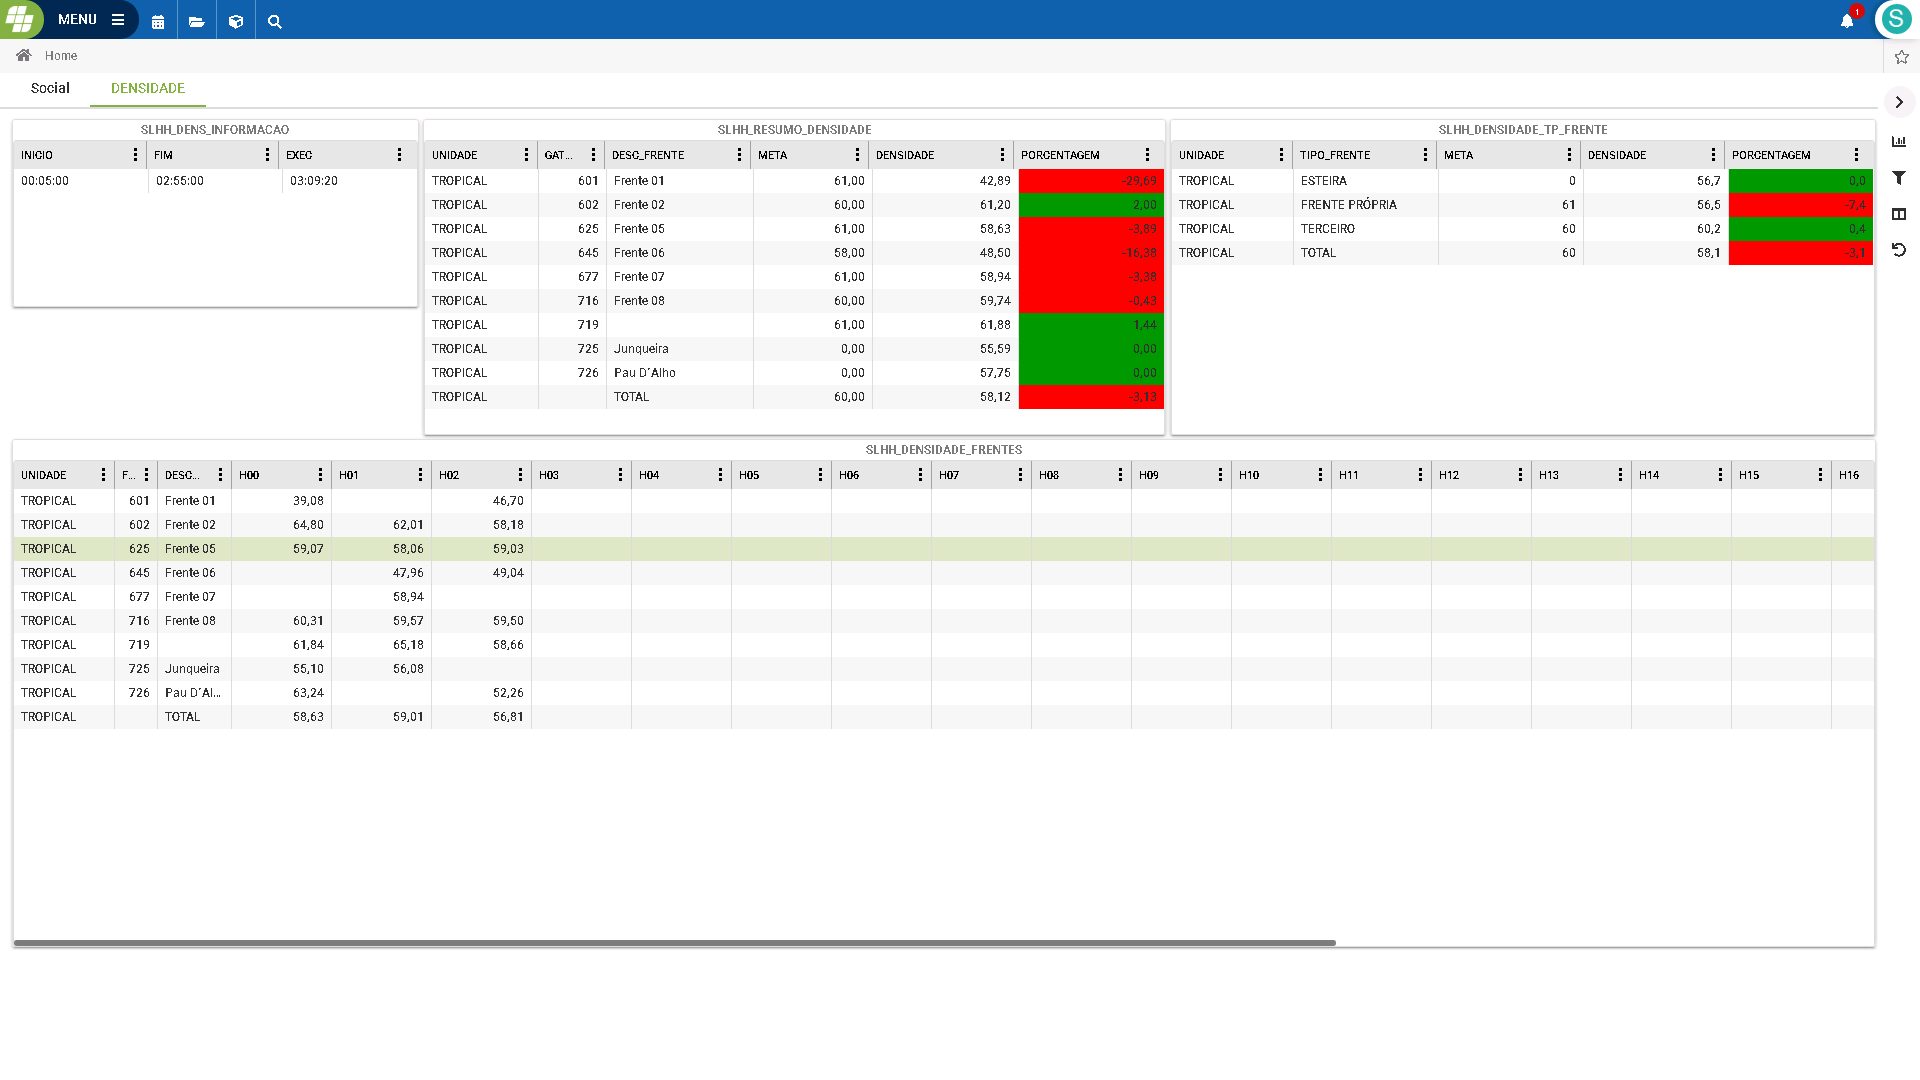 MENU
1
S
Home
Social DENSIDADE
SLHH_DENS_INFORMACAO
INICIO FIM EXEC
00:05:00 02:55:00 03:09:20
SLHH_RESUMO_DENSIDADE
UNIDADE GAT... DESC_FRENTE META DENSIDADE PORCENTAGEM
TROPICAL 601 Frente 01 61,00 42,89 -29,69
TROPICAL 602 Frente 02 60,00 61,20 2,00
TROPICAL 625 Frente 05 61,00 58,63 -3,89
TROPICAL 645 Frente 06 58,00 48,50 -16,38
TROPICAL 677 Frente 07 61,00 58,94 -3,38
TROPICAL 716 Frente 08 60,00 59,74 -0,43
TROPICAL 719 61,00 61,88 1,44
TROPICAL 725 Junqueira 0,00 55,59 0,00
TROPICAL 726 Pau D´Alho 0,00 57,75 0,00
TROPICAL TOTAL 60,00 58,12 -3,13
SLHH_DENSIDADE_TP_FRENTE
UNIDADE TIPO_FRENTE META DENSIDADE PORCENTAGEM
TROPICAL ESTEIRA 0 56,7 0,0
TROPICAL FRENTE PRÓPRIA 61 56,5 -7,4
TROPICAL TERCEIRO 60 60,2 0,4
TROPICAL TOTAL 60 58,1 -3,1
SLHH_DENSIDADE_FRENTES
UNIDADE F... DESC... H00 H01 H02 H03 H04 H05 H06 H07 H08 H09 H10 H11 H12 H13 H14 H15 H16
TROPICAL 601 Frente 01 39,08 46,70
TROPICAL 602 Frente 02 64,80 62,01 58,18
TROPICAL 625 Frente 05 59,07 58,06 59,03
TROPICAL 645 Frente 06 47,96 49,04
TROPICAL 677 Frente 07 58,94
TROPICAL 716 Frente 08 60,31 59,57 59,50
TROPICAL 719 61,84 65,18 58,66
TROPICAL 725 Junqueira 55,10 56,08
TROPICAL 726 Pau D´Al... 63,24 52,26
TROPICAL TOTAL 58,63 59,01 56,81